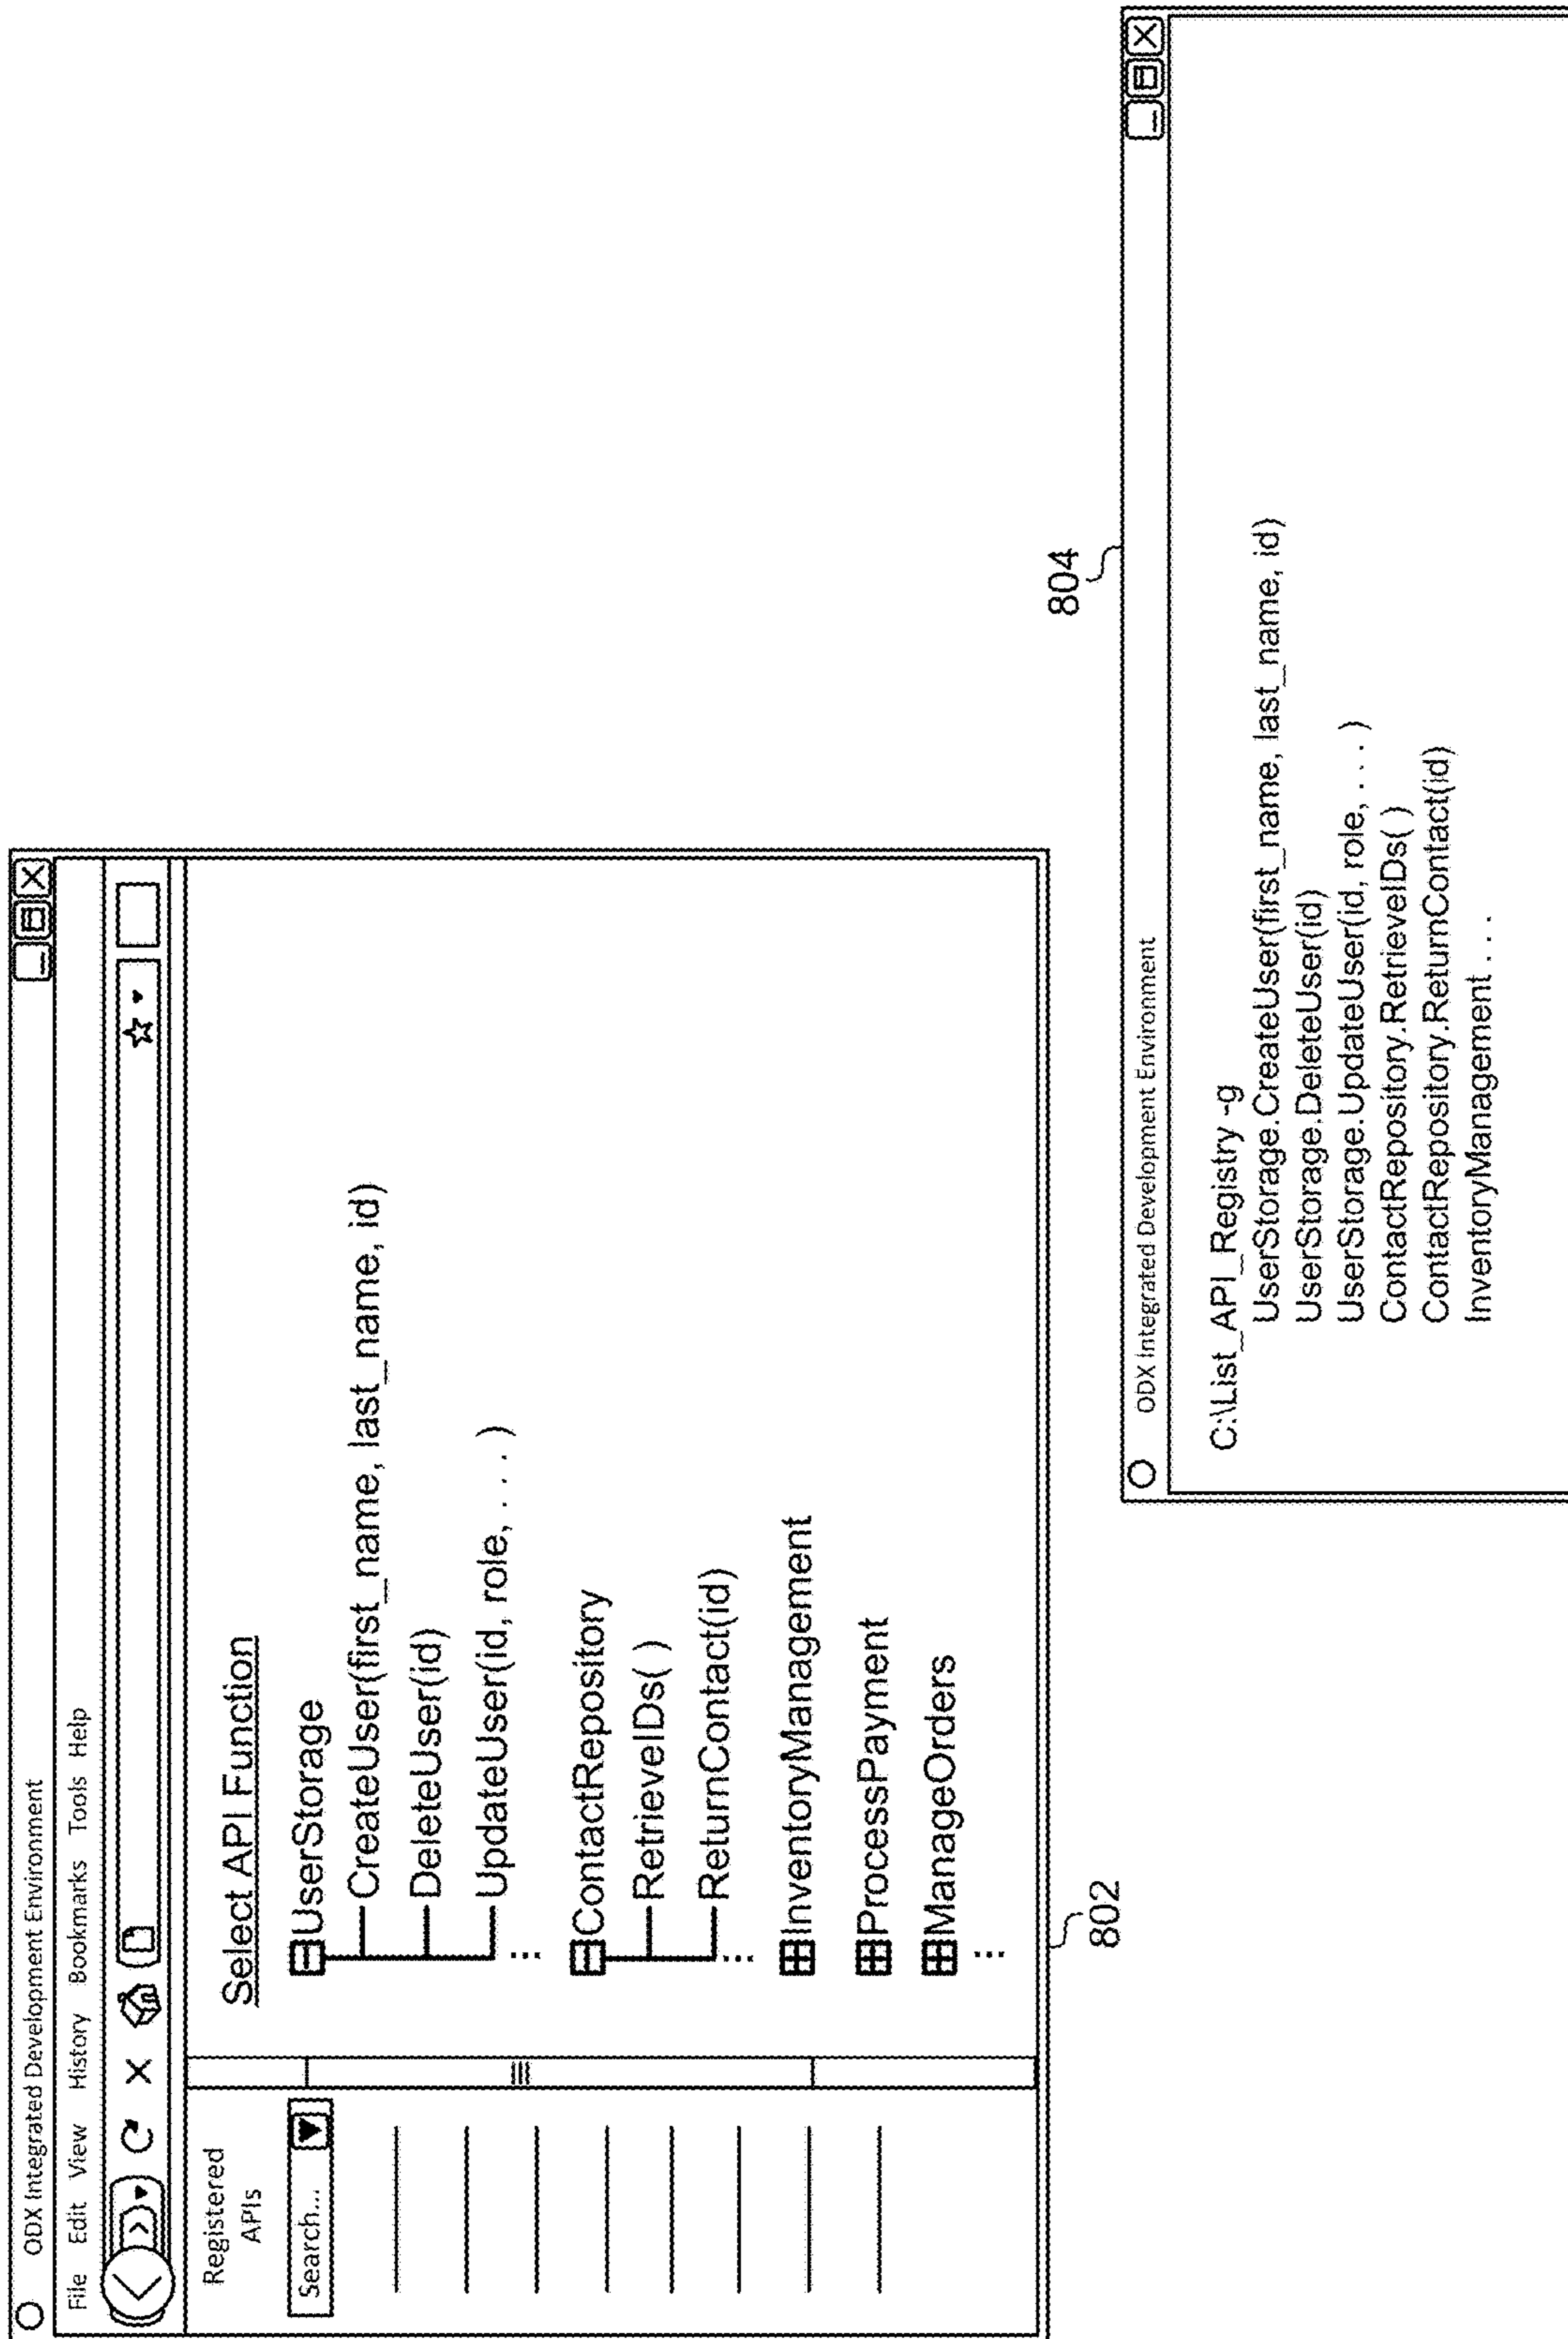 ODX Integrated Development Environment
File Edit View History Bookmarks Tools Help
Registered
APIs
Search...
Select API Function
UserStorage
CreateUser(first_name, last_name, id)
DeleteUser(id)
UpdateUser(id, role, . . . )
ContactRepository
RetrieveIDs( )
ReturnContact(id)
InventoryManagement
ProcessPayment
ManageOrders
802
804
ODX Integrated Development Environment
C:\List_API_Registry -g
UserStorage.CreateUser(first_name, last_name, id)
UserStorage.DeleteUser(id)
UserStorage.UpdateUser(id, role, . . . )
ContactRepository.RetrieveIDs( )
ContactRepository.ReturnContact(id)
InventoryManagement . . .